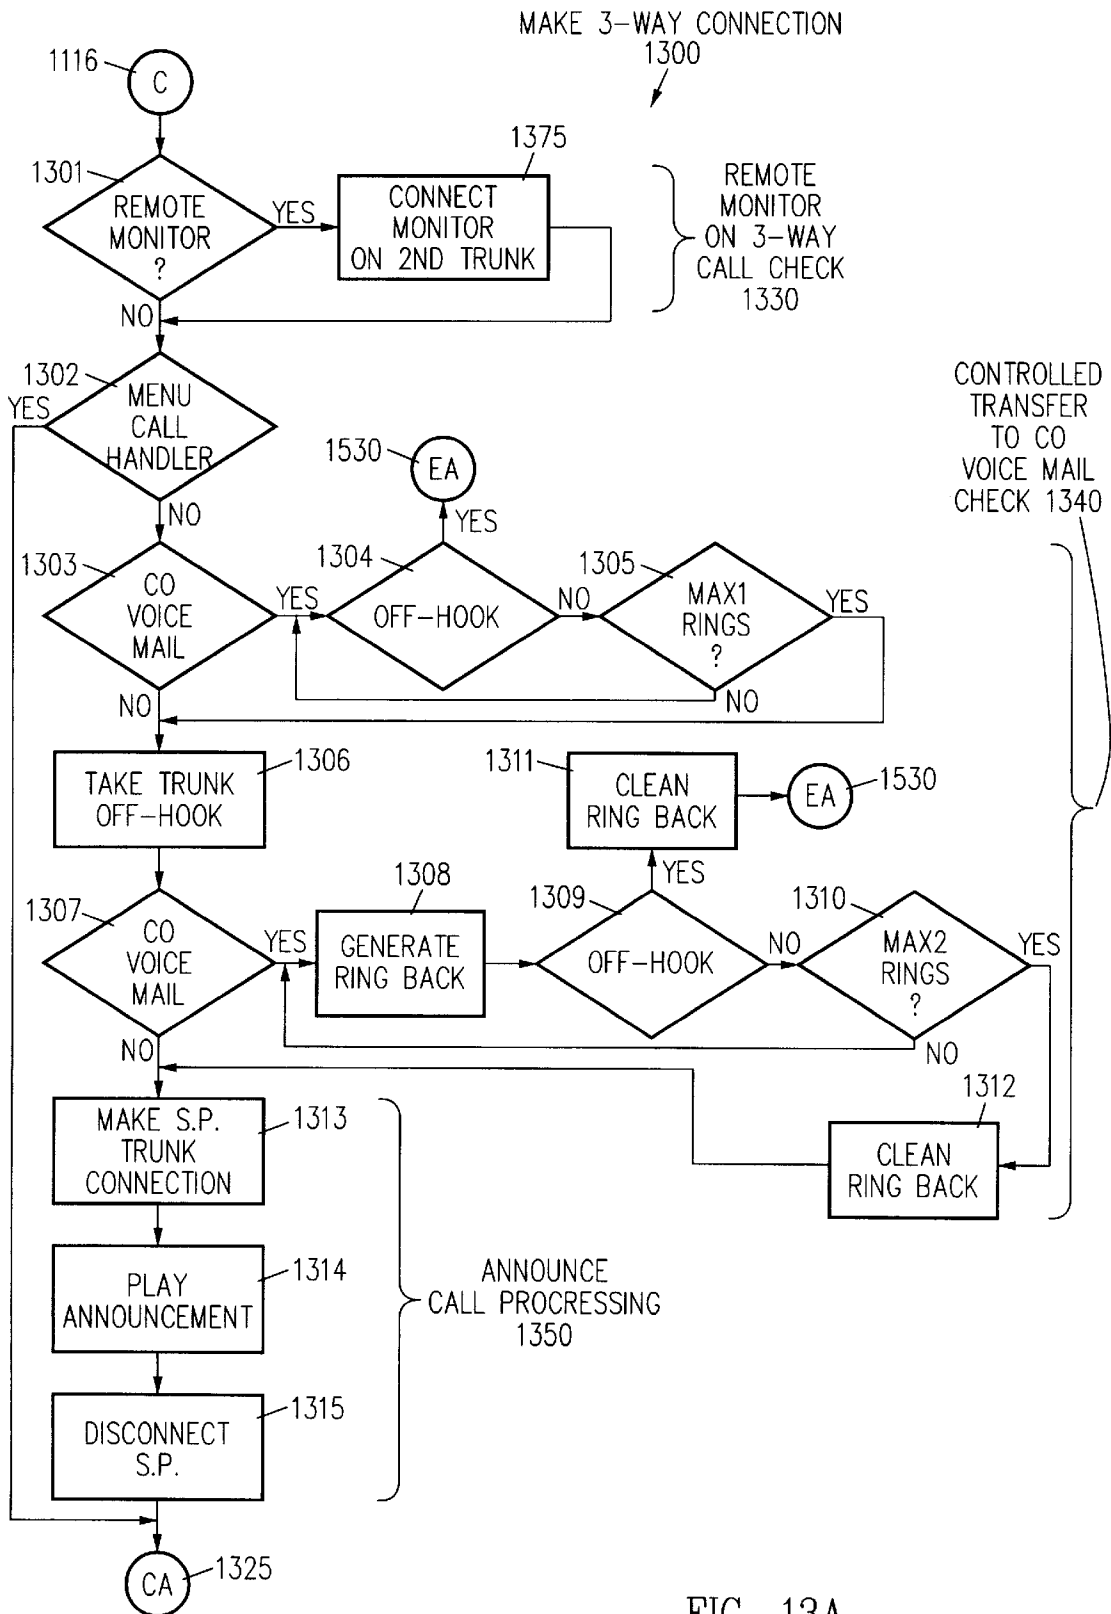 MAKE 3-WAY CONNECTION
1300
1116
C
1301
REMOTE
MONITOR
?
YES
NO
1375
CONNECT
MONITOR
ON 2ND TRUNK
REMOTE
MONITOR
ON 3-WAY
CALL CHECK
1330
1302
YES
MENU
CALL
HANDLER
NO
CONTROLLED
TRANSFER
TO CO
VOICE MAIL
CHECK 1340
1530
EA
YES
1303
CO
VOICE
MAIL
YES
NO
1304
OFF-HOOK
NO
1305
MAX1
RINGS
?
YES
NO
TAKE TRUNK
OFF-HOOK
1306
1311
CLEAN
RING BACK
EA
1530
YES
1307
CO
VOICE
MAIL
YES
NO
1308
GENERATE
RING BACK
1309
OFF-HOOK
NO
1310
MAX2
RINGS
?
YES
NO
1312
CLEAN
RING BACK
MAKE S.P.
TRUNK
CONNECTION
1313
PLAY
ANNOUNCEMENT
1314
ANNOUNCE
CALL PROCRESSING
1350
DISCONNECT
S.P.
1315
CA
1325
FIG. 13A